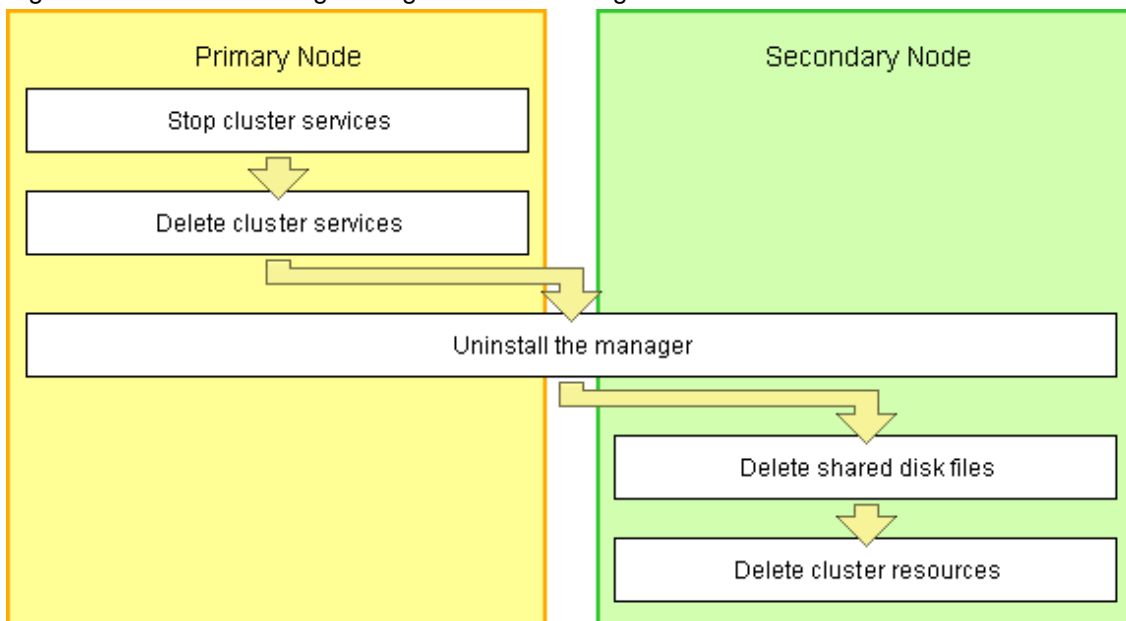 Primary Node
Secondary Node
Stop cluster services
Delete cluster services
Uninstall the manager
Delete shared disk files
Delete cluster resources